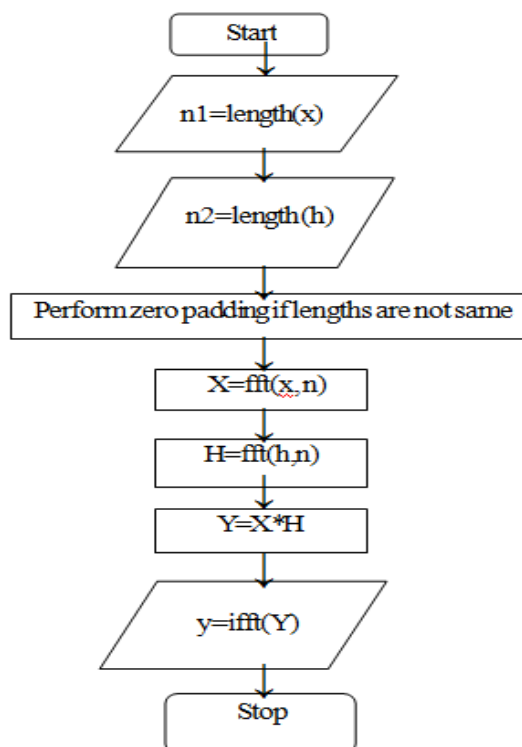 Start
n1=length(x)
n2=length(h)
Perform zero padding if lengths are not same
X=fft(x,n)
H=fft(h,n)
Y=X*H
y=ifft(Y)
Stop